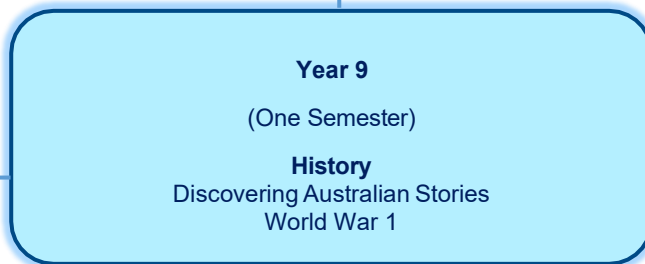 Year 9
(One Semester)
History
Discovering Australian Stories
World War 1